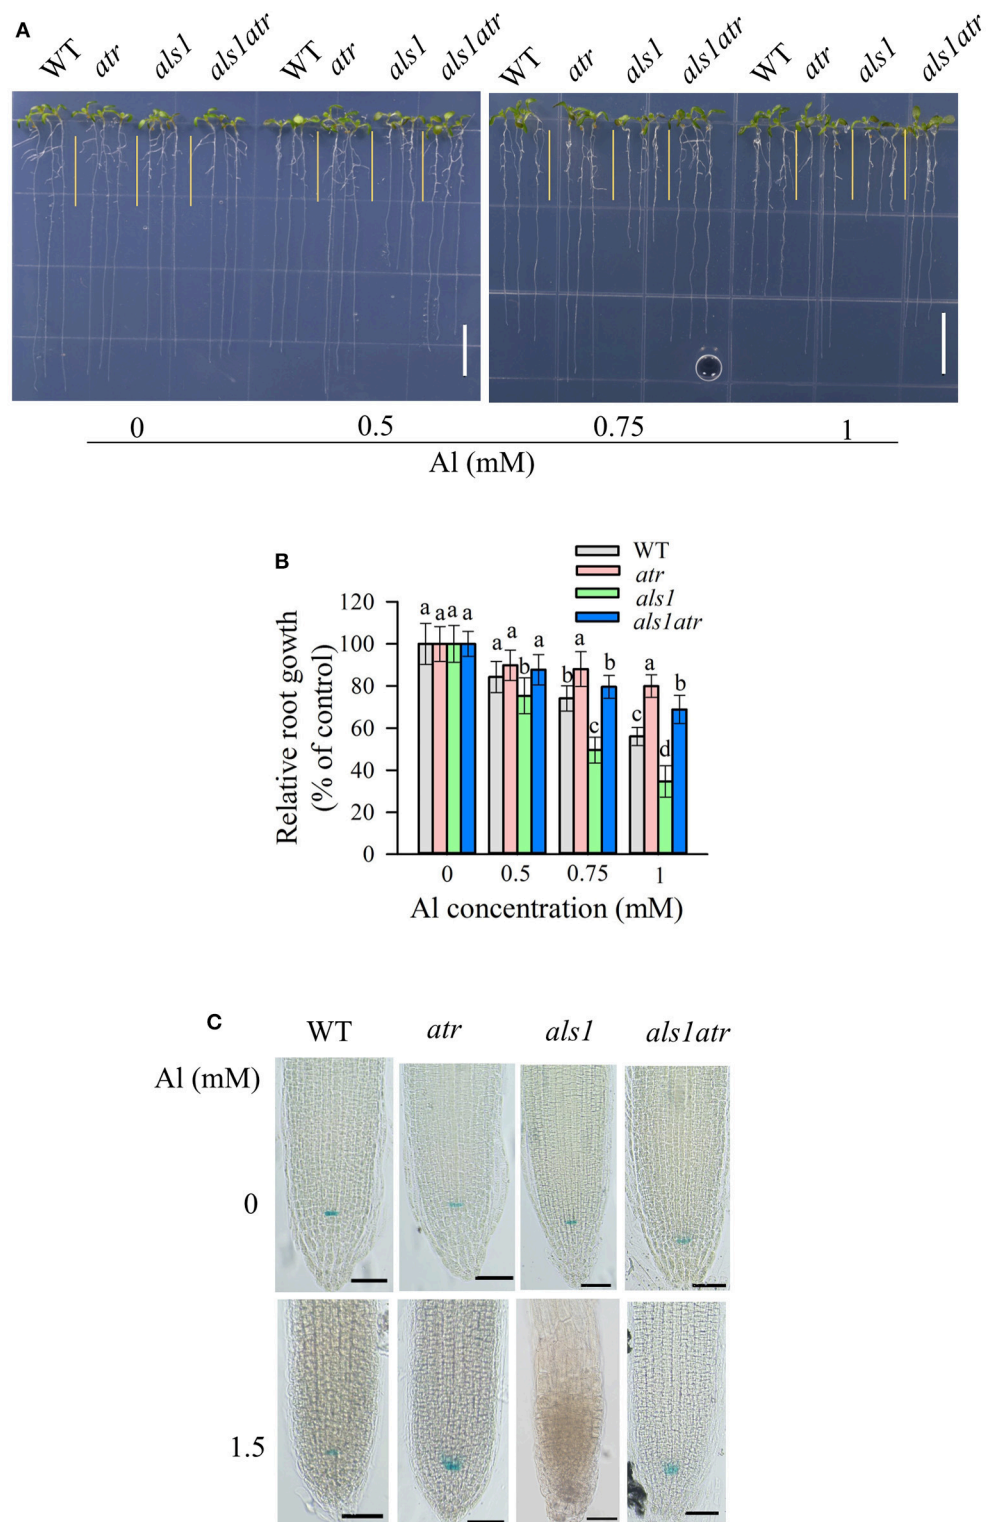 A
WT atr als1 als1atr WT atr als1 als1atr WT atr als1 als1atr WT atr als1 als1atr
0 0.5 0.75 1
Al (mM)
B
WT
atr
als1
als1atr
Relative root gowth
(% of control)
120
100
80
60
40
20
0
a a a a
a a b a
b a c b
c a d b
0 0.5 0.75 1
Al concentration (mM)
C
WT atr als1 als1atr
Al (mM)
0
1.5